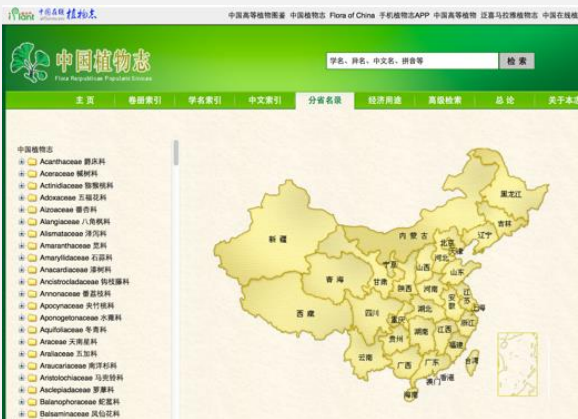 iPlant 中国在线植物志
中国高等植物图鉴 中国植物志 Flora of China 手机植物志APP 中国高等植物 泛喜马拉雅植物志 中国在线植
中国植物志
Flora Reipublicae Popularis Sinicae
学名、异名、中文名、拼音等 检 索
主 页 卷册索引 学名索引 中文索引 分省名录 经济用途 高级检索 总 论 关于本志
中国植物志
Acanthaceae 爵床科
Aceraceae 槭树科
Actinidiaceae 猕猴桃科
Adoxaceae 五福花科
Aizoaceae 番杏科
Alangiaceae 八角枫科
Alismataceae 泽泻科
Amaranthaceae 苋科
Amaryllidaceae 石蒜科
Anacardiaceae 漆树科
Ancistrocladaceae 钩枝藤科
Annonaceae 番荔枝科
Apocynaceae 夹竹桃科
Aponogetonaceae 水蕹科
Aquifoliaceae 冬青科
Araceae 天南星科
Araliaceae 五加科
Araucariaceae 南洋杉科
Aristolochiaceae 马兜铃科
Asclepiadaceae 萝藦科
Balanophoraceae 蛇菰科
Balsaminaceae 凤仙花科
黑龙江
吉林
辽宁
内 蒙 古
新 疆
北京
天津
河北
宁夏
山西
山东
青 海
甘肃
陕西
河南
江苏
安徽
上海
西 藏
四川
重庆
湖北
浙江
湖南
江西
贵州
福建
云南
广西
广东
台湾
澳门
香港
海南